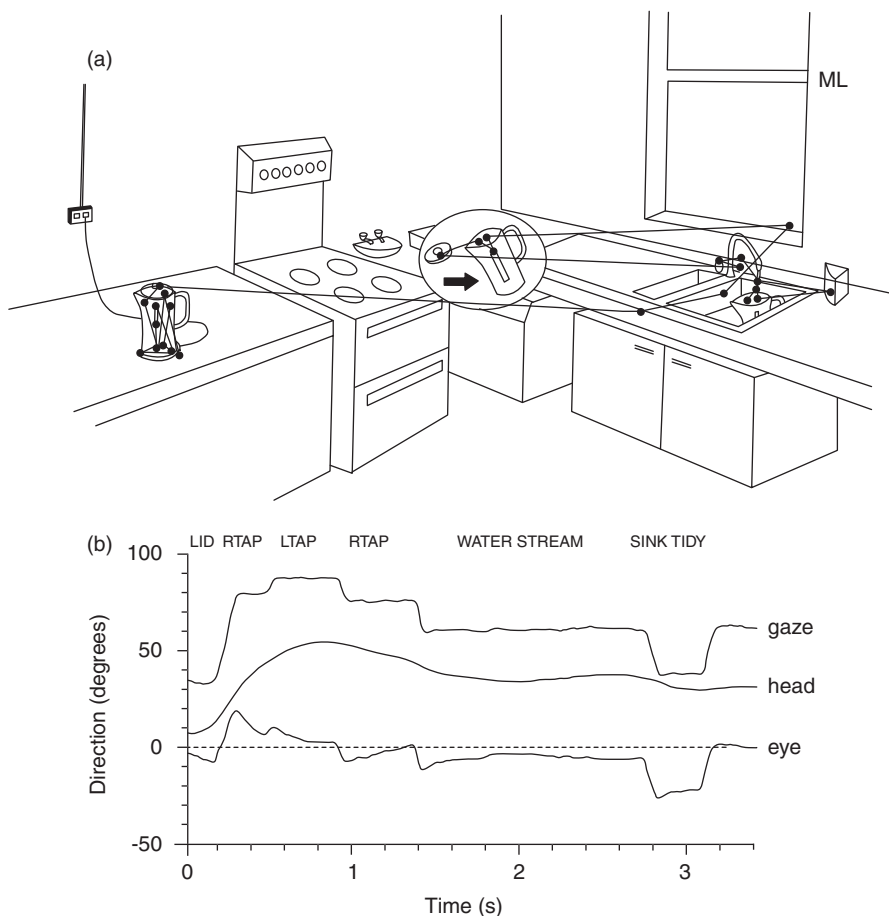 (a)
ML
(b)
LID RTAP LTAP RTAP WATER STREAM SINK TIDY
100
50
0
-50
Direction (degrees)
gaze
head
eye
0 1 2 3
Time (s)